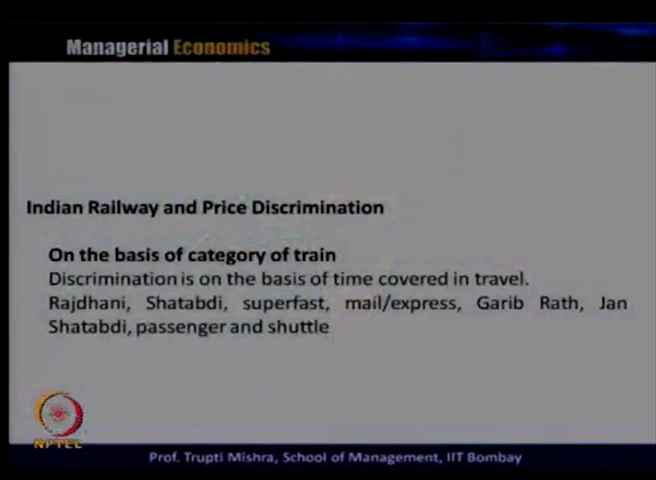 Managerial Economics
Indian Railway and Price Discrimination
On the basis of category of train
Discrimination is on the basis of time covered in travel.
Rajdhani, Shatabdi, superfast, mail/express, Garib Rath, Jan
Shatabdi, passenger and shuttle
NPTEL
Prof. Trupti Mishra, School of Management, IIT Bombay